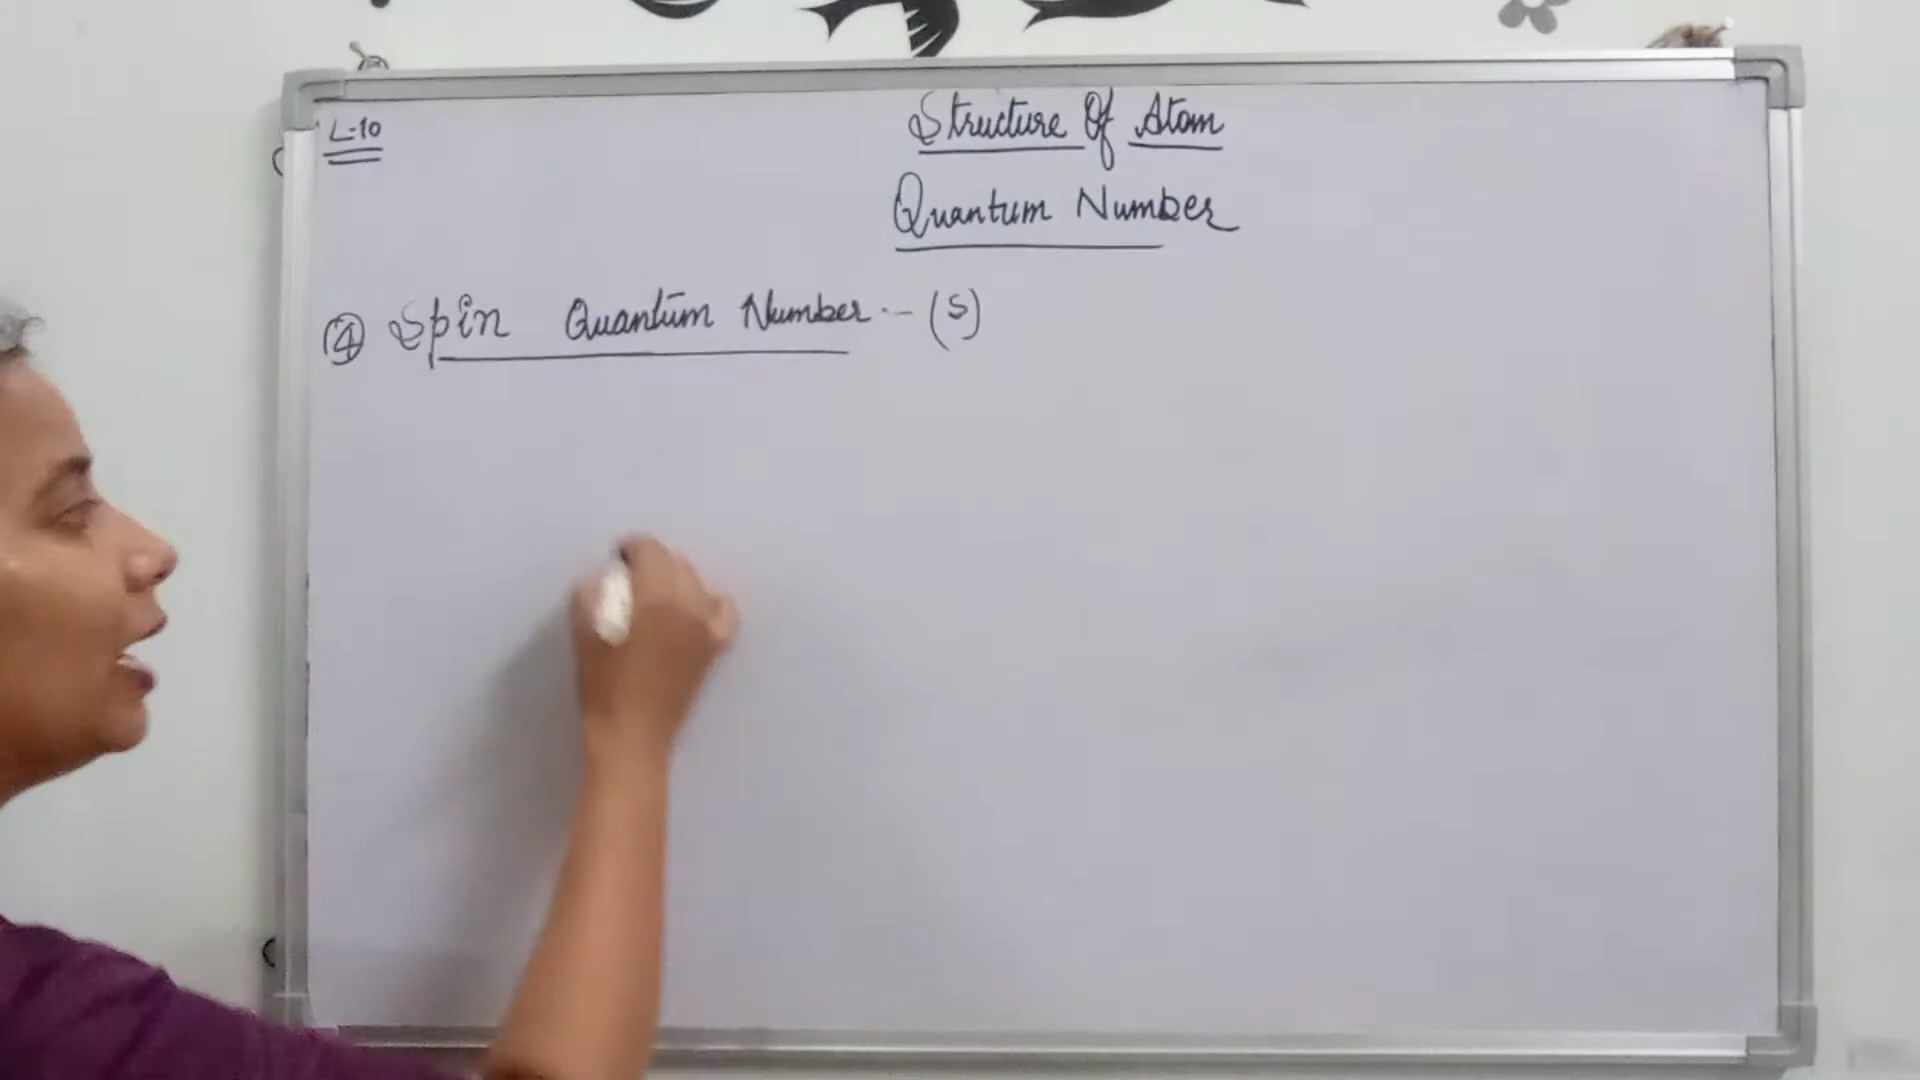 L-10
Structure Of Atom
Quantum Number
④ Spin Quantum Number :- (s)